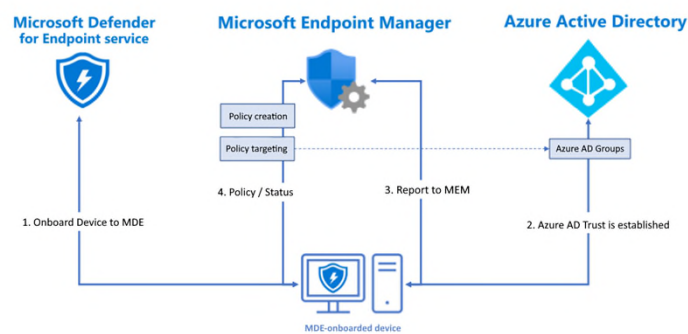 Microsoft Defender
for Endpoint service
Microsoft Endpoint Manager
Azure Active Directory
Policy creation
Policy targeting
Azure AD Groups
4. Policy / Status
3. Report to MEM
1. Onboard Device to MDE
2. Azure AD Trust is established
MDE-onboarded device